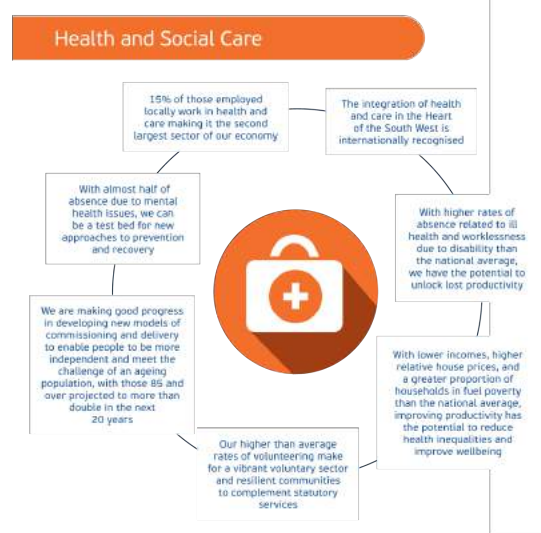 Health and Social Care
15% of those employed
locally work in health and
care making it the second
largest sector of our economy
The integration of health
and care in the Heart
of the South West is
internationally recognised
With higher rates of
absence related to ill
health and worklessness
due to disability than
the national average,
we have the potential to
unlock lost productivity
With lower incomes, higher
relative house prices, and
a greater proportion of
households in fuel poverty
than the national average,
improving productivity has
the potential to reduce
health inequalities and
improve wellbeing
Our higher than average
rates of volunteering make
for a vibrant voluntary sector
and resilient communities
to complement statutory
services
We are making good progress
in developing new models of
commissioning and delivery
to enable people to be more
independent and meet the
challenge of an ageing
population, with those 85 and
over projected to more than
double in the next
20 years
With almost half of
absence due to mental
health issues, we can
be a test bed for new
approaches to prevention
and recovery